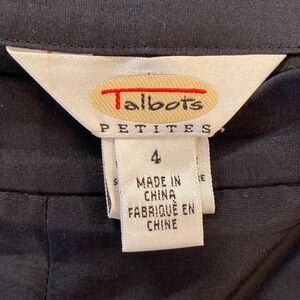 Talbots
PETITES
4
MADE IN
CHINA
FABRIQUÉ EN
CHINE